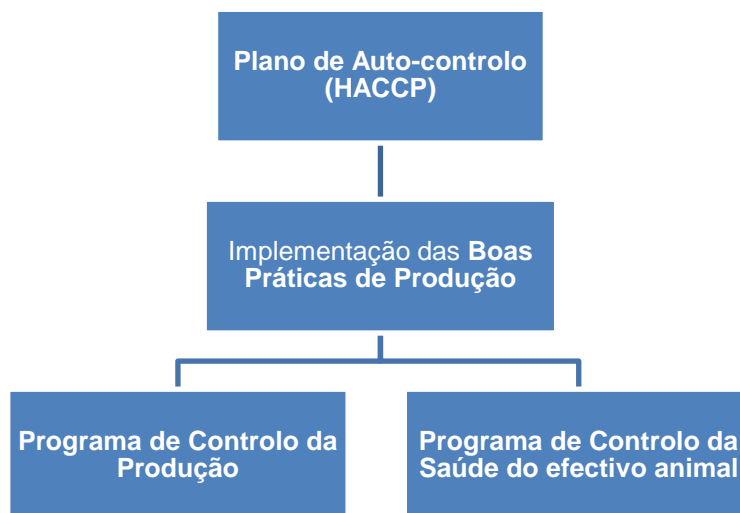 Plano de Auto-controlo
(HACCP)
Implementação das Boas
Práticas de Produção
Programa de Controlo da
Produção
Programa de Controlo da
Saúde do efectivo animal